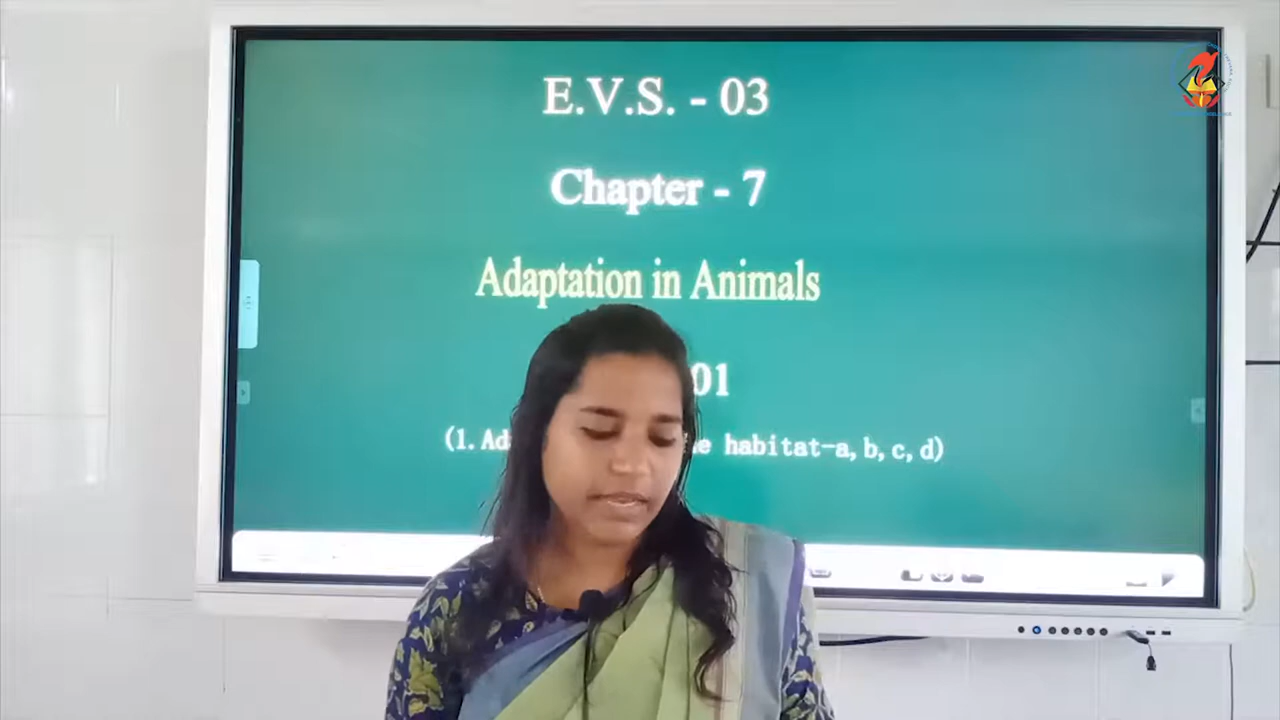 E.V.S. - 03
Chapter - 7
Adaptation in Animals
01
(1. Ad habitat-a, b, c, d)